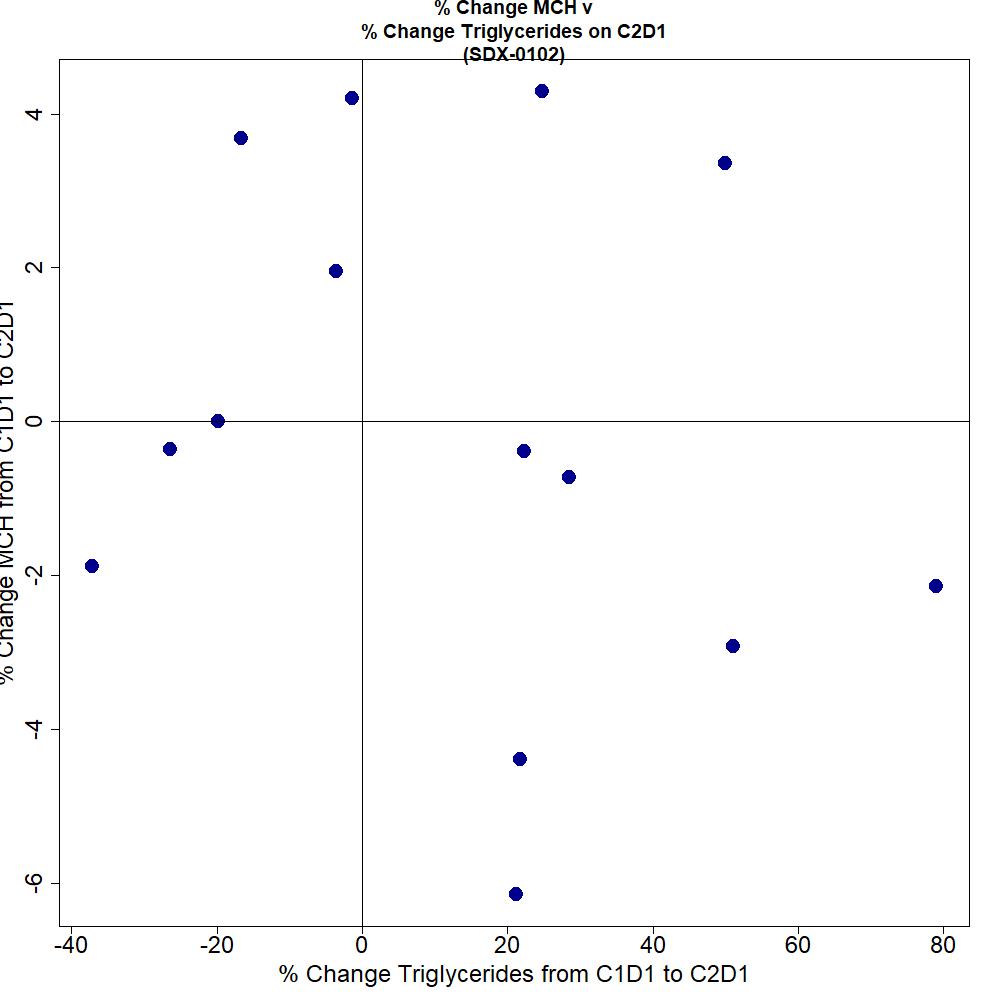 % Change MCH v
% Change Triglycerides on C2D1
(SDX-0102)
4
2
0
-2
-4
-6
% Change MCH from C1D1 to C2D1
-40
-20
0
20
40
60
80
% Change Triglycerides from C1D1 to C2D1